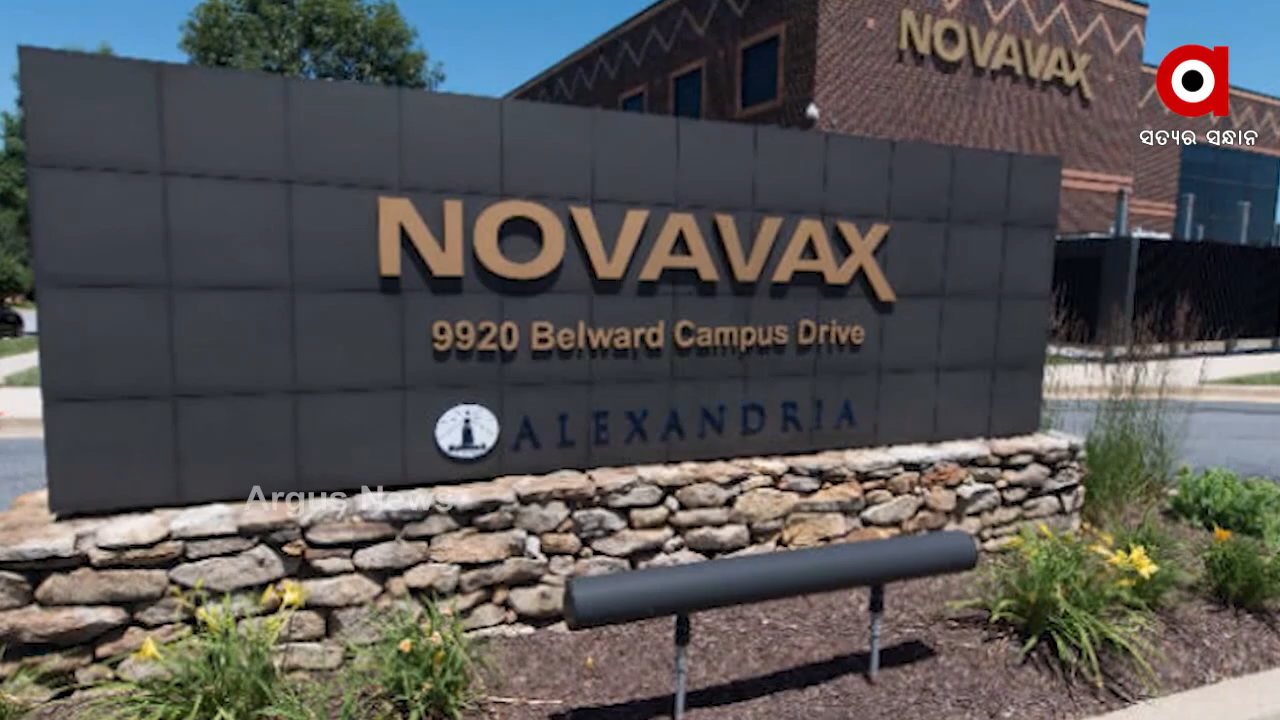 NOVAVAX
ସତ୍ୟର ସନ୍ଧାନ
NOVAVAX
9920 Belward Campus Drive
ALEXANDRIA
Argus News